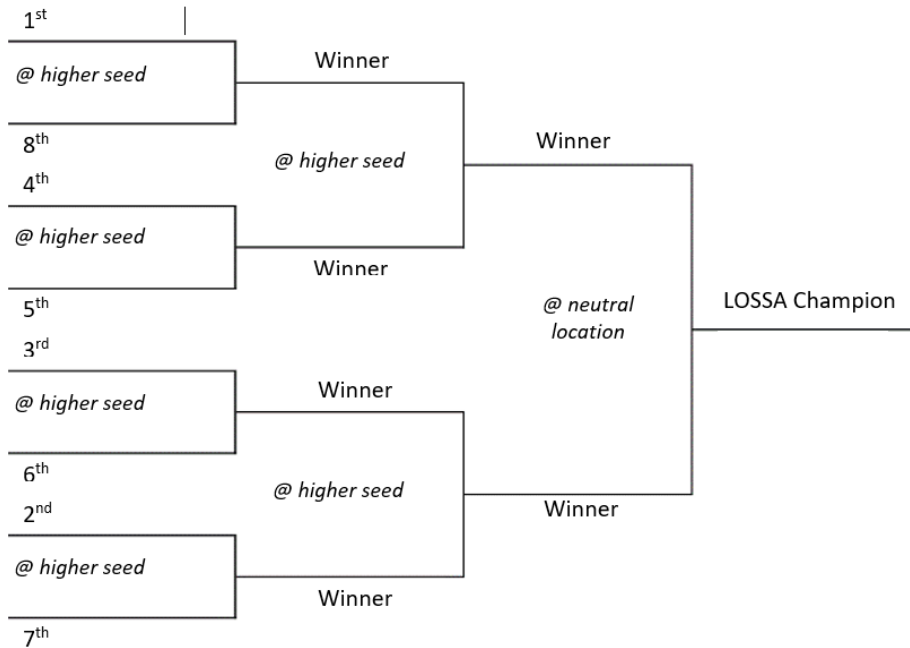 1st
@ higher seed
Winner
8th
@ higher seed
Winner
4th
@ higher seed
Winner
5th
@ neutral
location
LOSSA Champion
3rd
@ higher seed
Winner
6th
@ higher seed
Winner
2nd
@ higher seed
Winner
7th